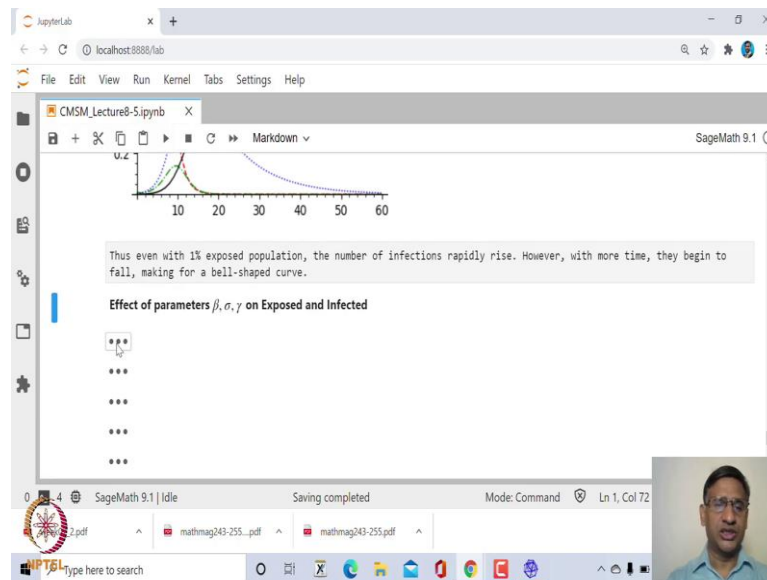 JupyterLab
localhost:8888/lab
File Edit View Run Kernel Tabs Settings Help
CMSM_Lecture8-5.ipynb
Markdown
SageMath 9.1
0.2
10 20 30 40 50 60
Thus even with 1% exposed population, the number of infections rapidly rise. However, with more time, they begin to
fall, making for a bell-shaped curve.
Effect of parameters β, σ, γ on Exposed and Infected
0 4 SageMath 9.1 | Idle Saving completed Mode: Command Ln 1, Col 72
2.pdf mathmag243-255....pdf mathmag243-255.pdf
NPTEL Type here to search